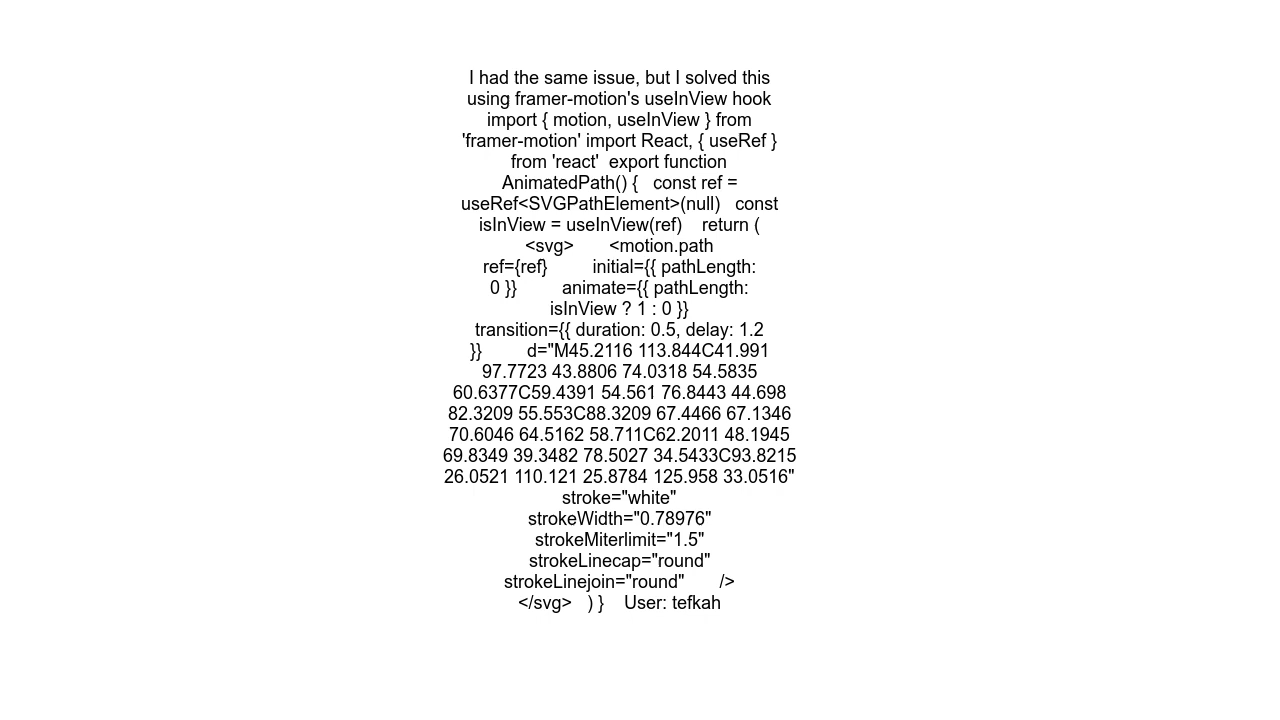 I had the same issue, but I solved this
using framer-motion's useInView hook
import { motion, useInView } from
'framer-motion' import React, { useRef }
from 'react'  export function
AnimatedPath() {   const ref =
useRef<SVGPathElement>(null)   const
isInView = useInView(ref)    return (
<svg>       <motion.path
ref={ref}         initial={{ pathLength:
0 }}         animate={{ pathLength:
isInView ? 1 : 0 }}
transition={{ duration: 0.5, delay: 1.2
}}         d="M45.2116 113.844C41.991
97.7723 43.8806 74.0318 54.5835
60.6377C59.4391 54.561 76.8443 44.698
82.3209 55.553C88.3209 67.4466 67.1346
70.6046 64.5162 58.711C62.2011 48.1945
69.8349 39.3482 78.5027 34.5433C93.8215
26.0521 110.121 25.8784 125.958 33.0516"
stroke="white"
strokeWidth="0.78976"
strokeMiterlimit="1.5"
strokeLinecap="round"
strokeLinejoin="round"       />
</svg>   ) }    User: tefkah